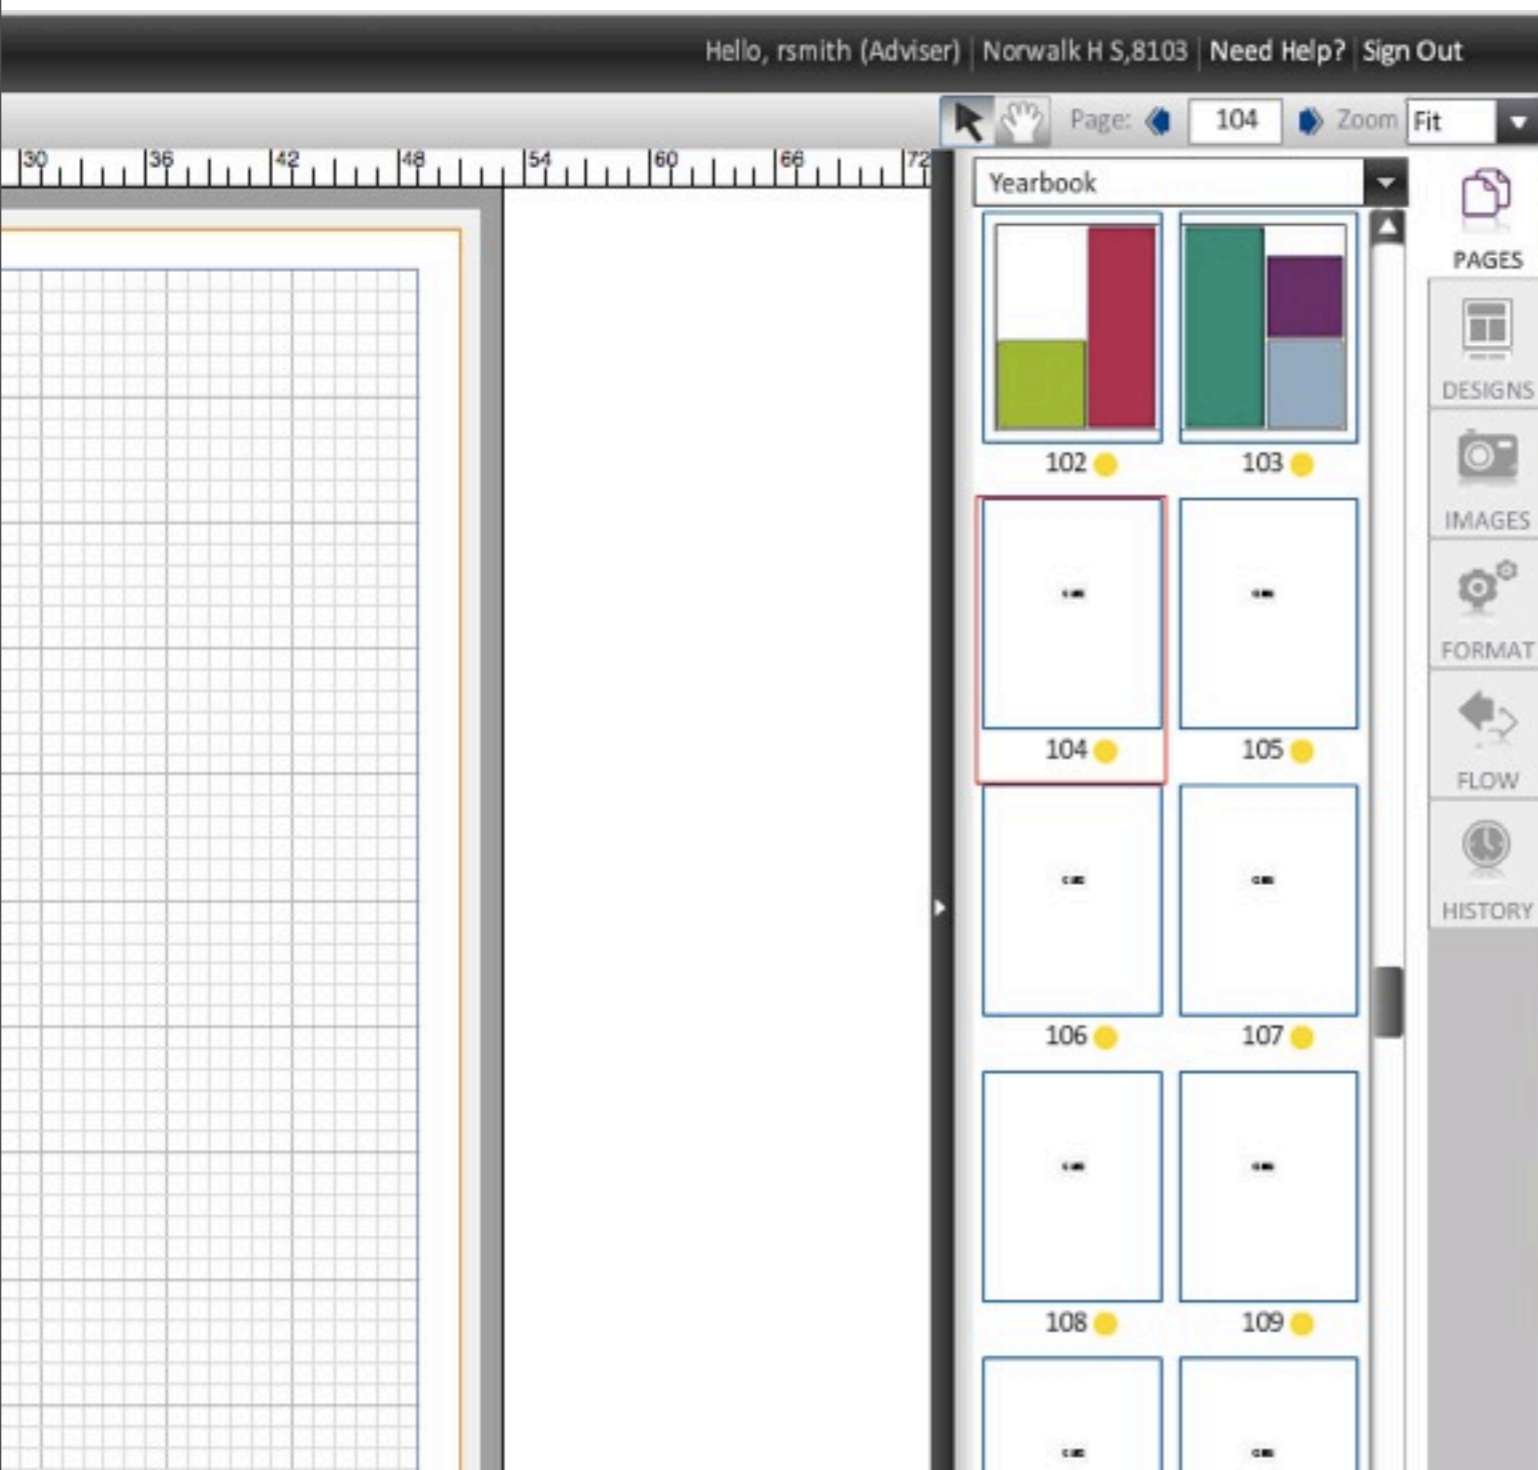 Hello, rsmith (Adviser) | Norwalk H S,8103 | Need Help? | Sign Out
Page: 104 Zoom Fit
30 36 42 48 54 60 66 72
Yearbook
PAGES
DESIGNS
102 103
IMAGES
FORMAT
104 105
FLOW
HISTORY
106 107
108 109